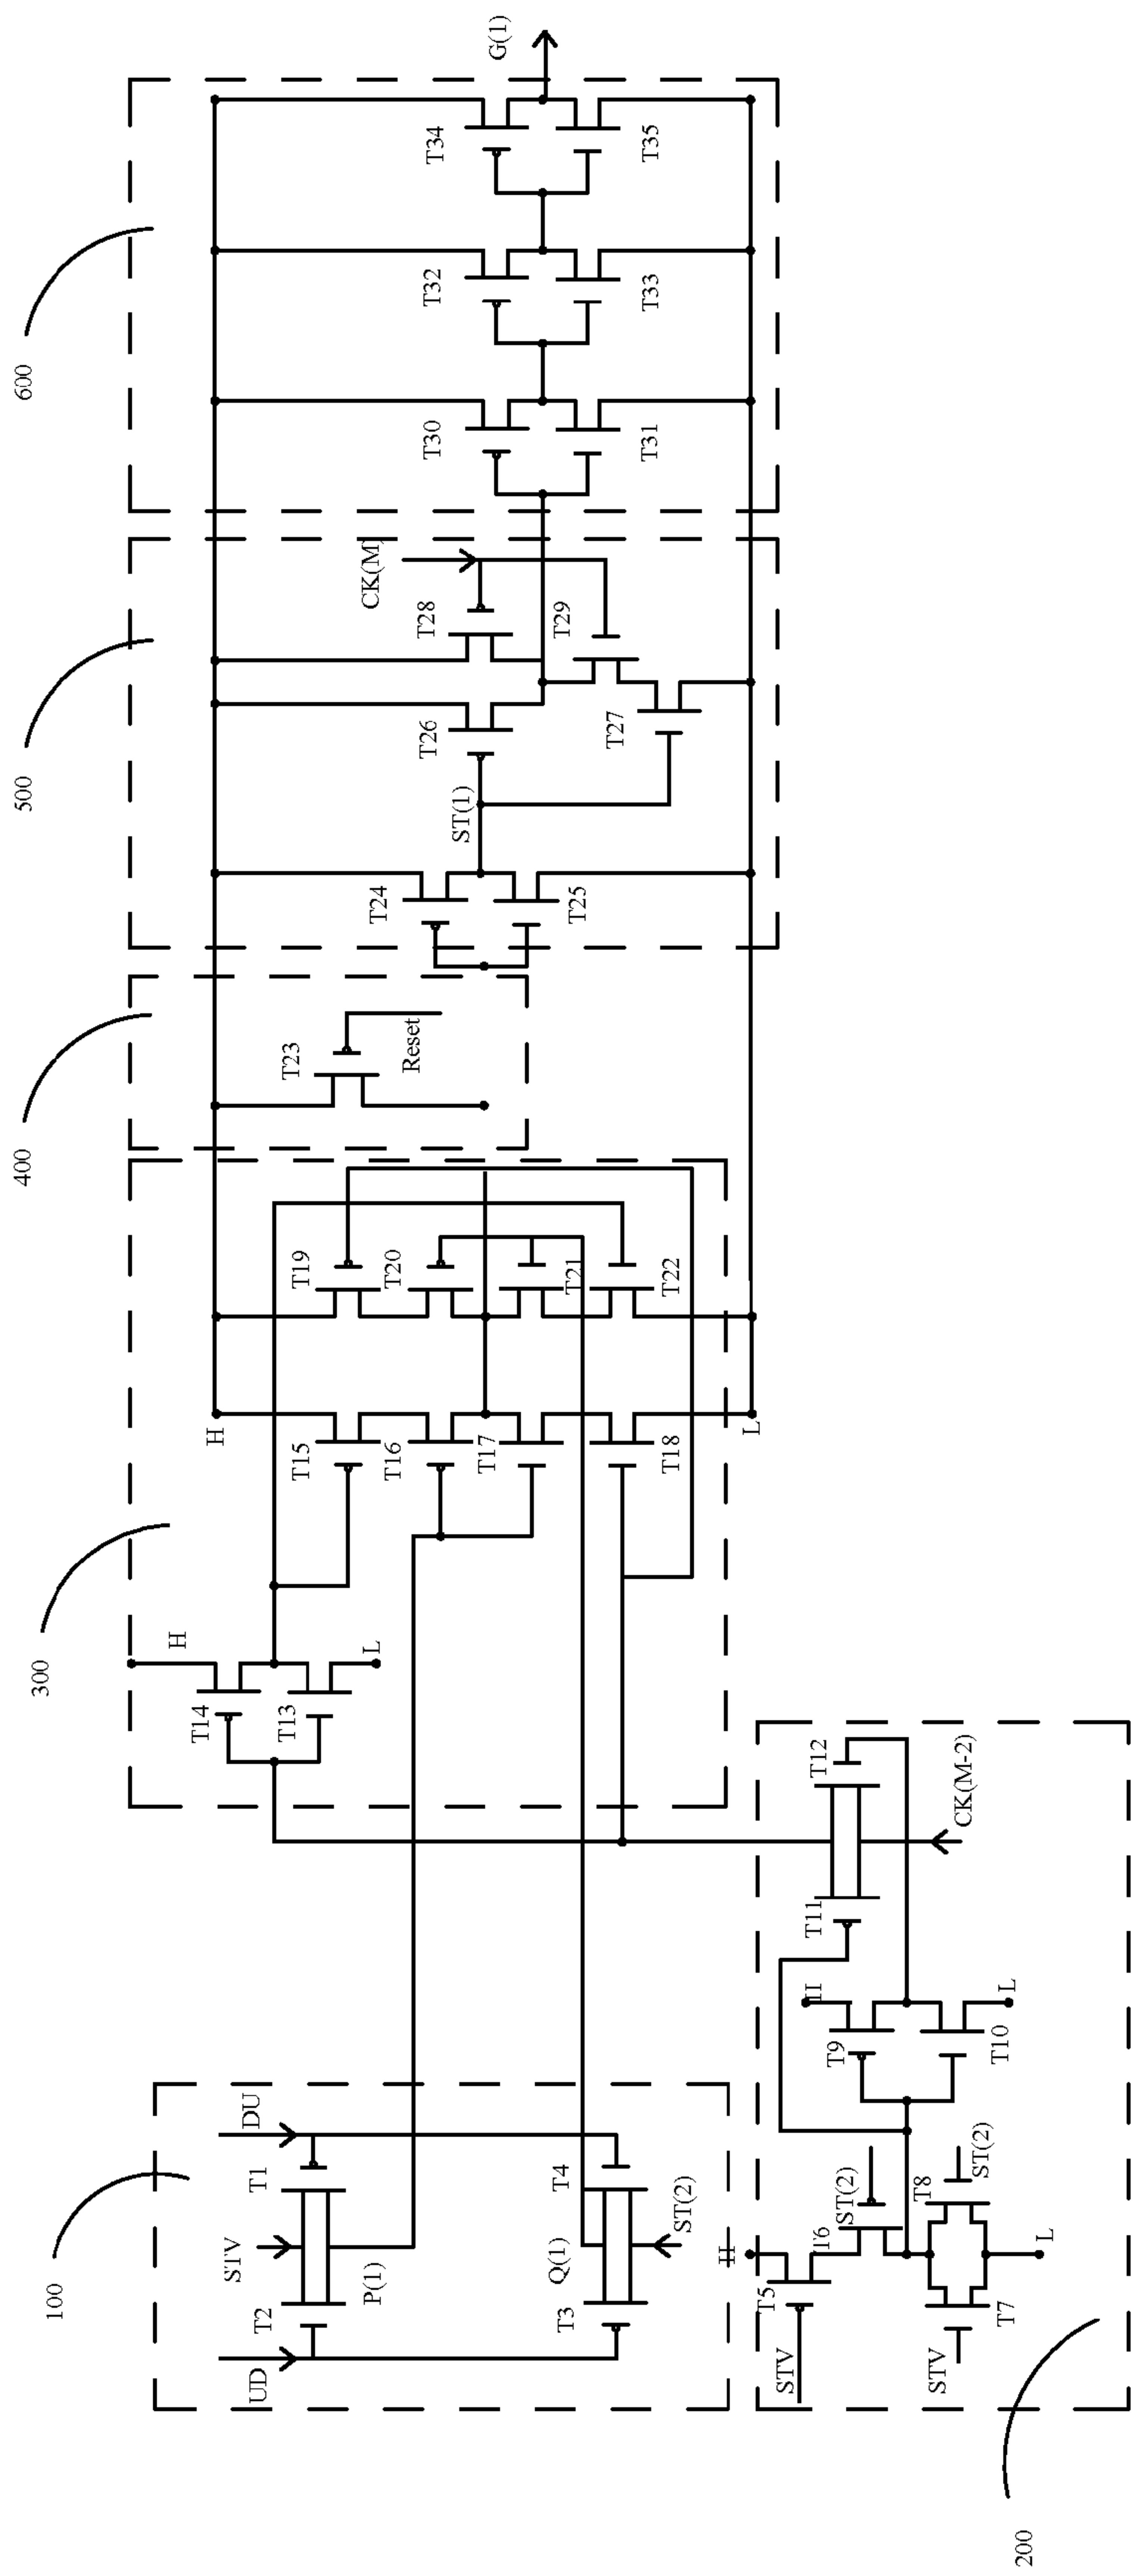 100
UD
DU
STV
T2
T1
P(1)
Q(1)
T3
T4
ST(2)
200
STV
T5
H
T6
ST(2)
STV
T7
T8
ST(2)
L
T9
H
T10
L
T11
T12
CK(M-2)
300
T14
H
T13
L
H
T15
T16
T17
T18
L
T19
T20
T21
T22
400
T23
Reset
500
T24
T25
ST(1)
T26
T27
T28
T29
CK(M)
600
T30
T31
T32
T33
T34
T35
G(1)